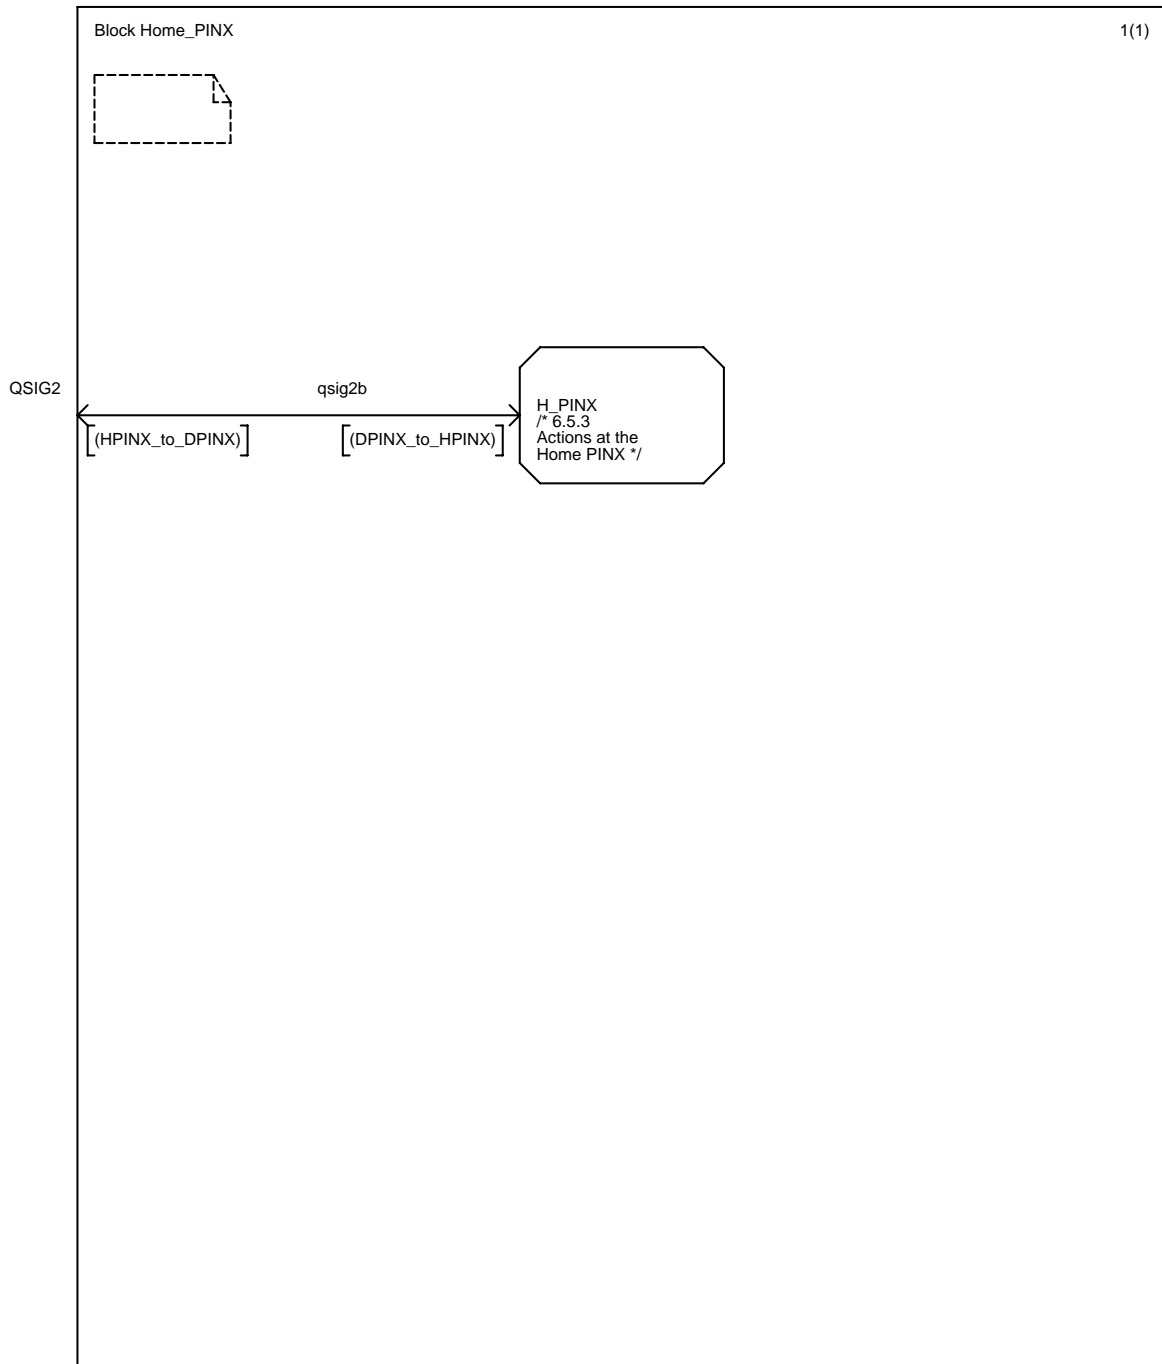 Block Home_PINX
1(1)
QSIG2
qsig2b
(HPINX_to_DPINX)
(DPINX_to_HPINX)
H_PINX
/* 6.5.3
Actions at the
Home PINX */